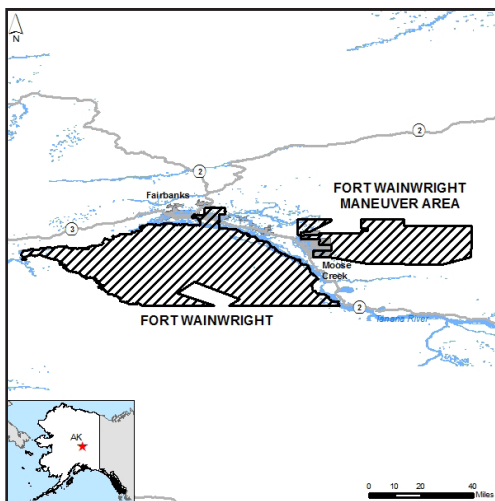 N
2
2
Fairbanks
FORT WAINWRIGHT
MANEUVER AREA
3
Moose
Creek
2
Tanana River
FORT WAINWRIGHT
AK
0 10 20 40
Miles